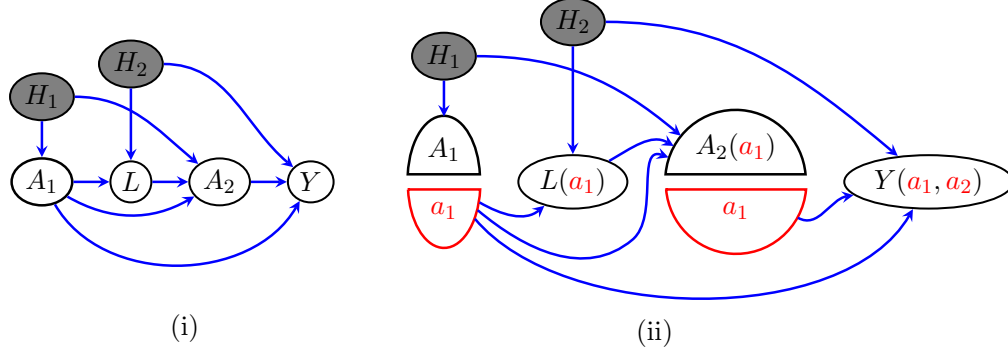 H₁
H₂
A₁
L
A₂
Y
(i)
H₁
H₂
A₁
a₁
L(a₁)
A₂(a₁)
a₁
Y(a₁, a₂)
(ii)